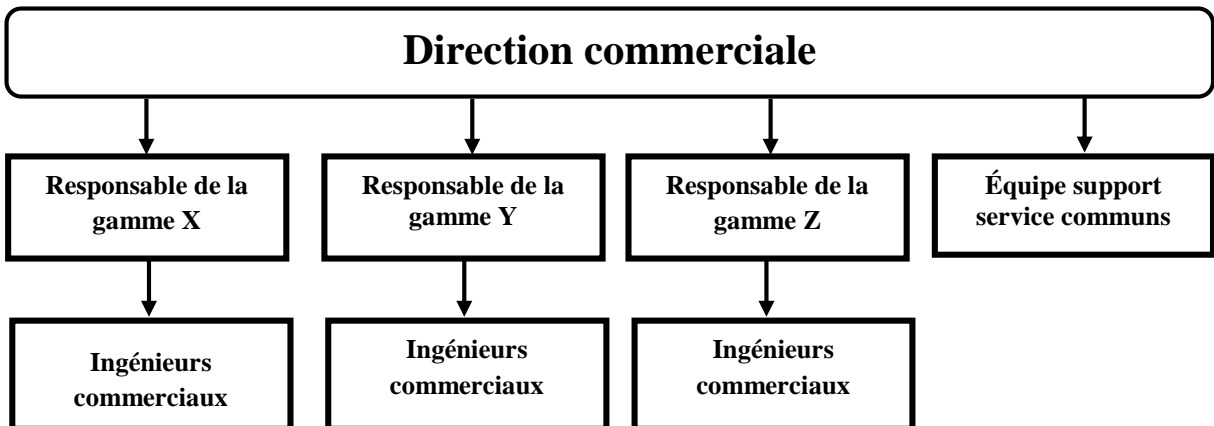 Direction commerciale
Responsable de la
gamme X
Responsable de la
gamme Y
Responsable de la
gamme Z
Équipe support
service communs
Ingénieurs
commerciaux
Ingénieurs
commerciaux
Ingénieurs
commerciaux